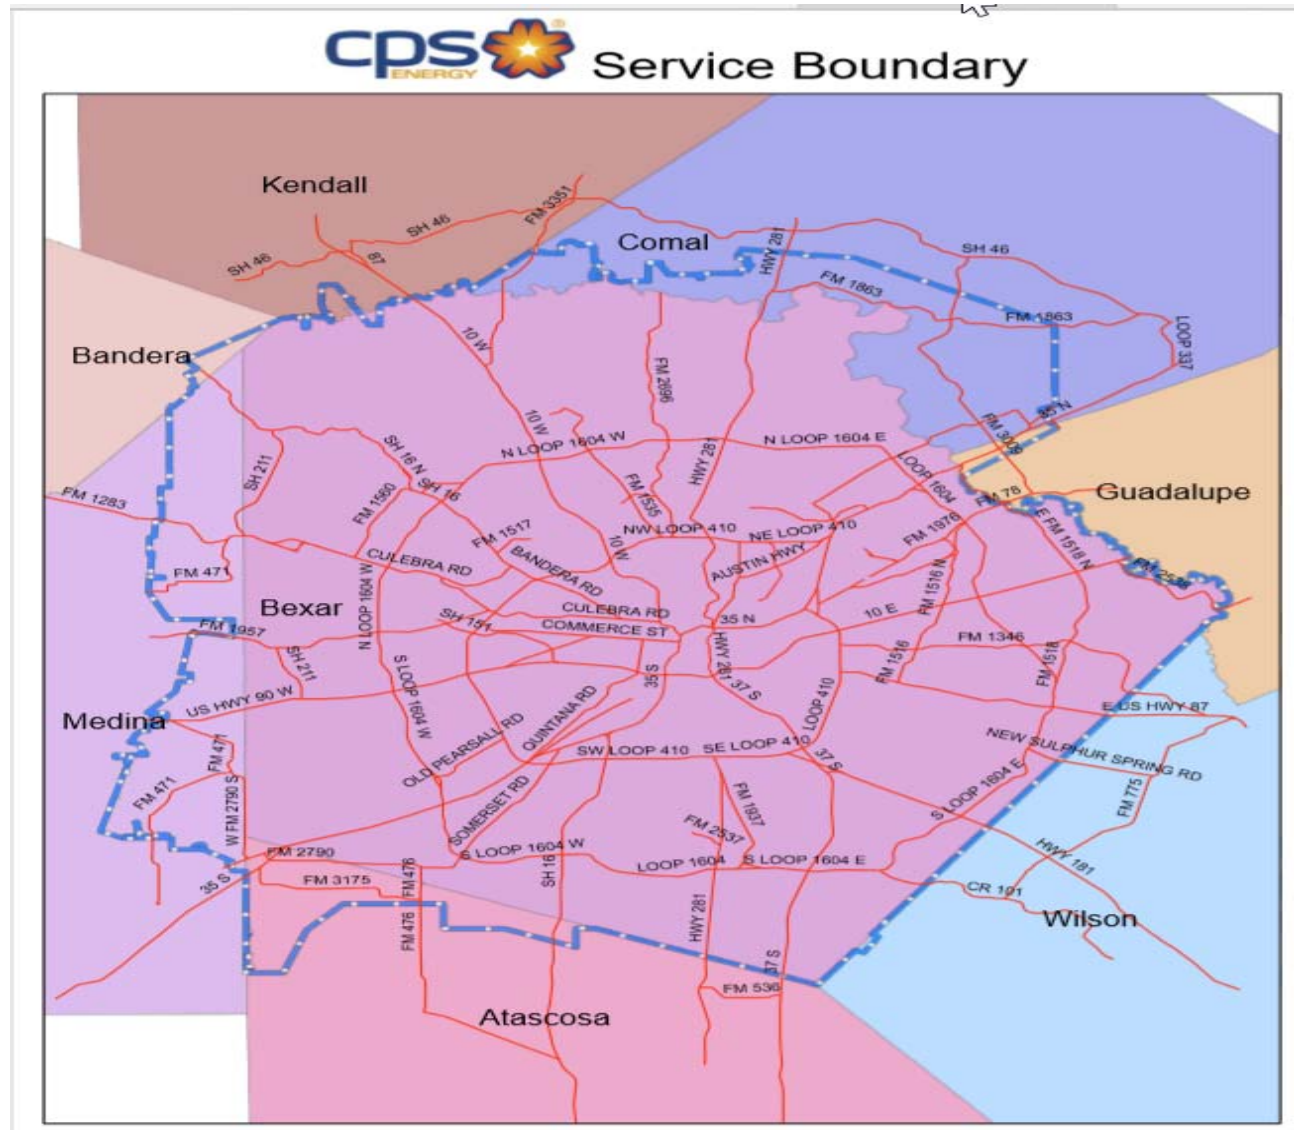 cps ENERGY ® Service Boundary
Kendall
FM 3351
SH 46
Comal
HWY 281
SH 46
SH 46
87
FM 1863
FM 1863
LOOP 337
Bandera
10 W
FM 2696
10 W
35 N
FM 3009
SH 16 N
N LOOP 1604 W
HWY 281
N LOOP 1604 E
SH 211
SH 16
LOOP 1604
FM 1283
FM 1560
FM 1535
FM 78
Guadalupe
FM 1517
NW LOOP 410
NE LOOP 410
FM 1976
E FM 1518 N
10 W
CULEBRA RD
BANDERA RD
AUSTIN HWY
FM 471
FM 1516 N
FM 2538
Bexar
N LOOP 1604 W
CULEBRA RD
10 E
SH 151
COMMERCE ST
35 N
FM 1957
FM 1346
SH 211
HWY 281
FM 1516
FM 1518
S LOOP 1604 W
35 S
37 S
US HWY 90 W
LOOP 410
E US HWY 87
Medina
OLD PEARSALL RD
QUINTANA RD
SW LOOP 410
SE LOOP 410
NEW SULPHUR SPRING RD
FM 471
37 S
FM 471
W FM 2790 S
SOMERSET RD
FM 1937
S LOOP 1604 E
FM 775
FM 2537
FM 2790
S LOOP 1604 W
LOOP 1604
S LOOP 1604 E
HWY 181
35 S
FM 3175
FM 476
SH 16
CR 101
FM 476
HWY 281
Wilson
37 S
FM 536
Atascosa